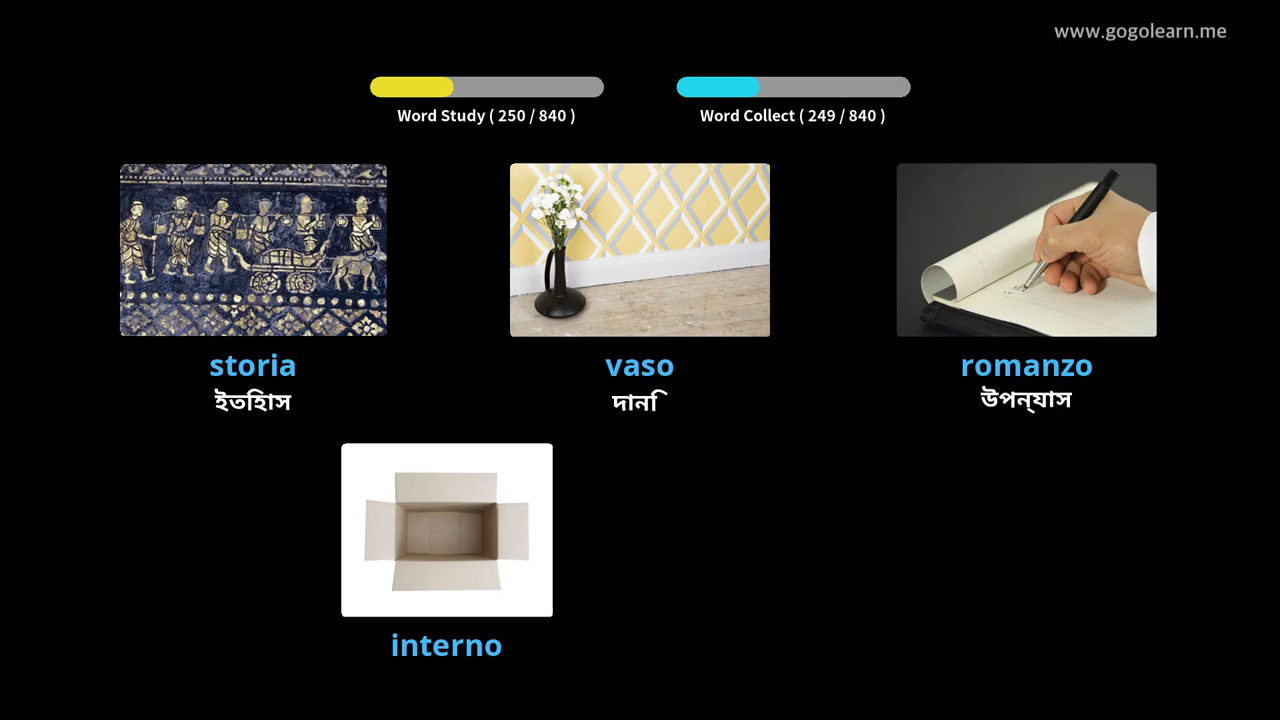 www.gogolearn.me
Word Study ( 250 / 840 )
Word Collect ( 249 / 840 )
storia
ইতিহাস
vaso
দানি
romanzo
উপন্যাস
interno